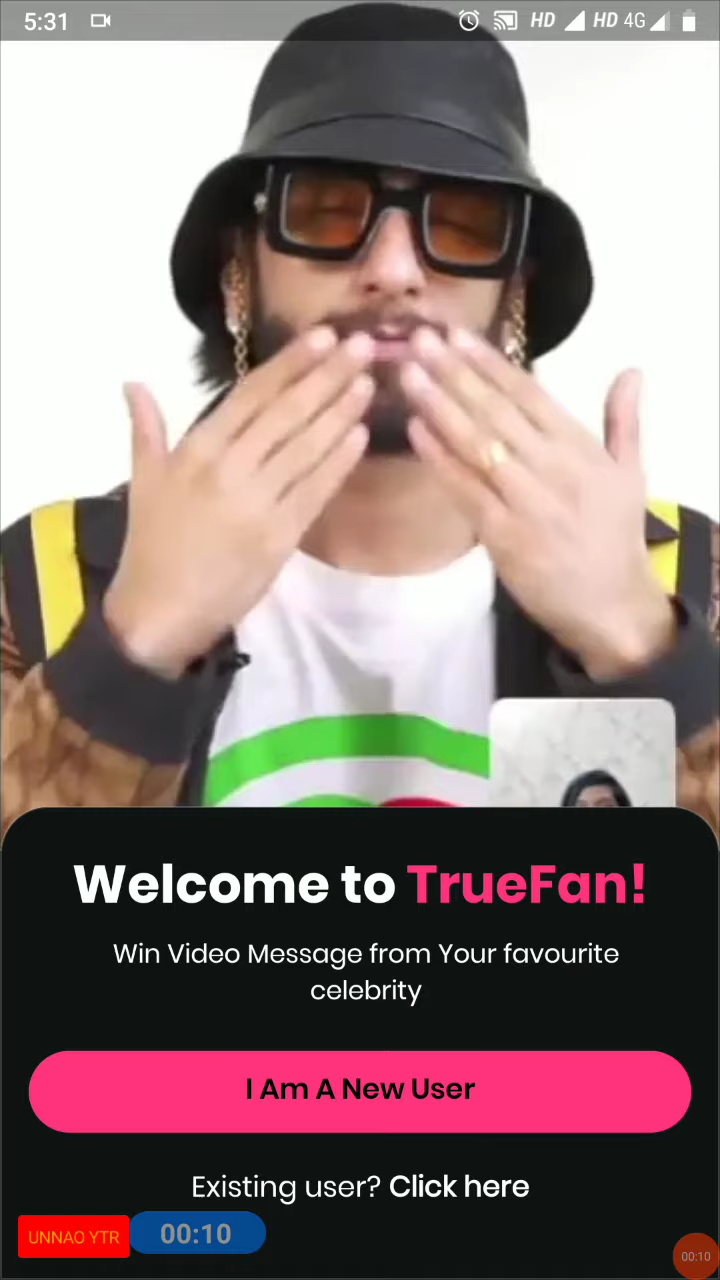 5:31 HD HD 4G
Welcome to TrueFan!
Win Video Message from Your favourite
celebrity
I Am A New User
Existing user? Click here
UNNAO YTR 00:10
00:10